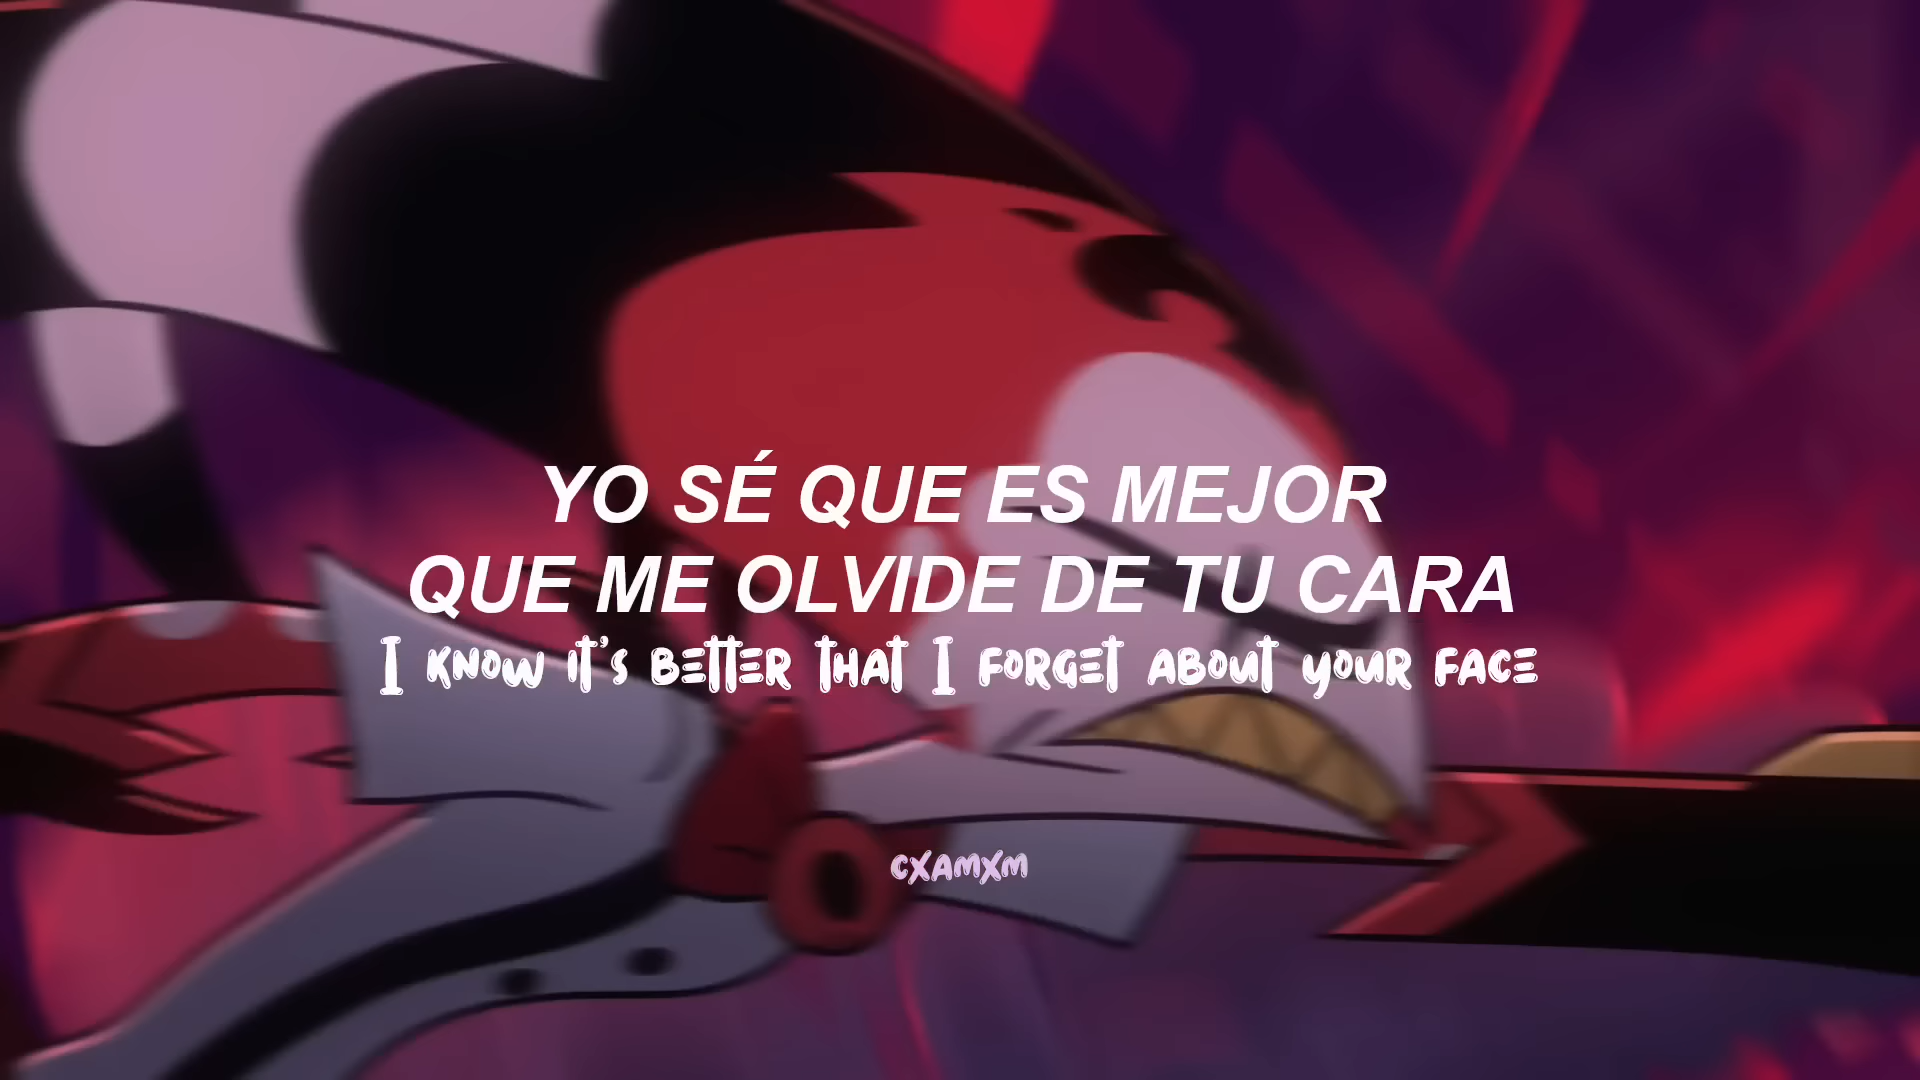 YO SÉ QUE ES MEJOR
QUE ME OLVIDE DE TU CARA
I KNOW IT'S BETTER THAT I FORGET ABOUT YOUR FACE
CXAMXM